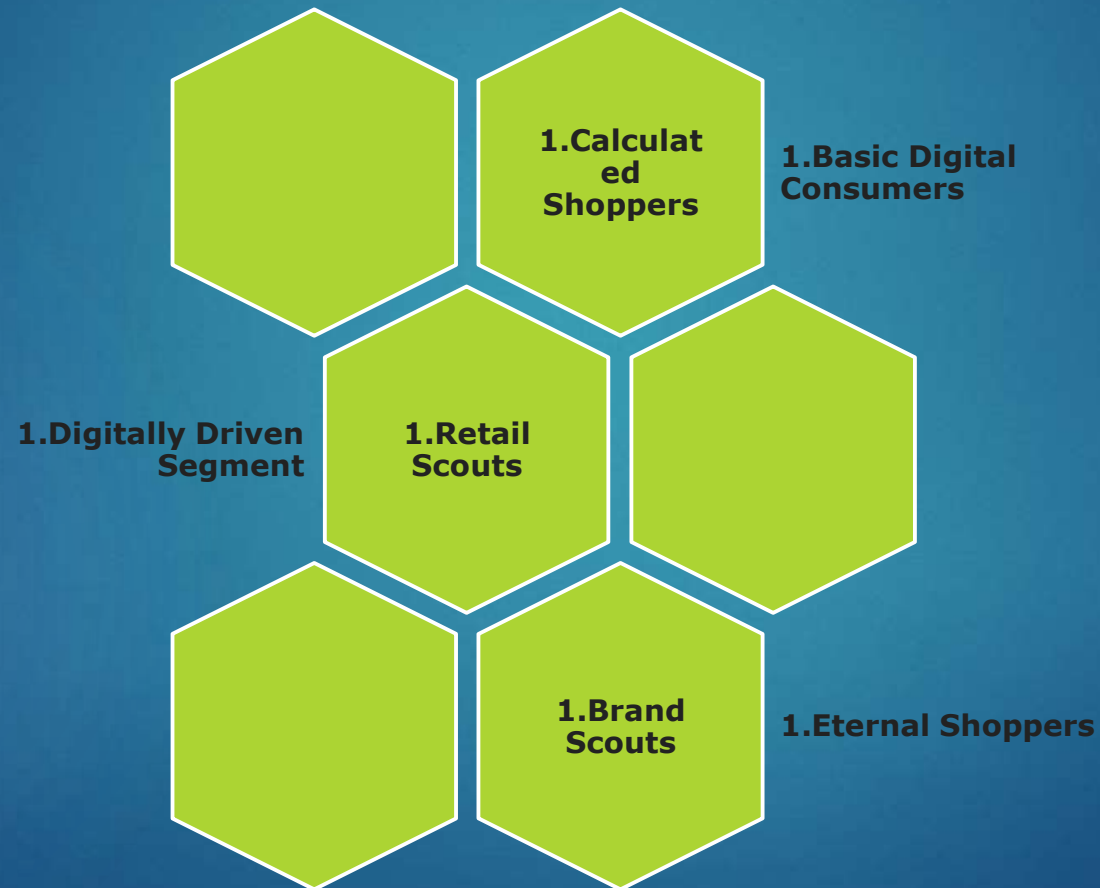 1.Calculat
ed
Shoppers
1.Basic Digital
Consumers
1.Digitally Driven
Segment
1.Retail
Scouts
1.Brand
Scouts
1.Eternal Shoppers